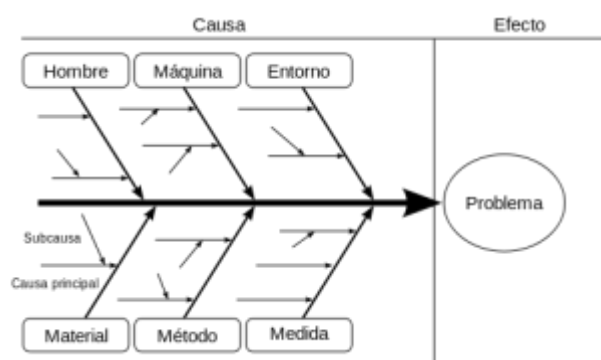 Causa
Efecto
Hombre
Máquina
Entorno
Problema
Subcausa
Causa principal
Material
Método
Medida